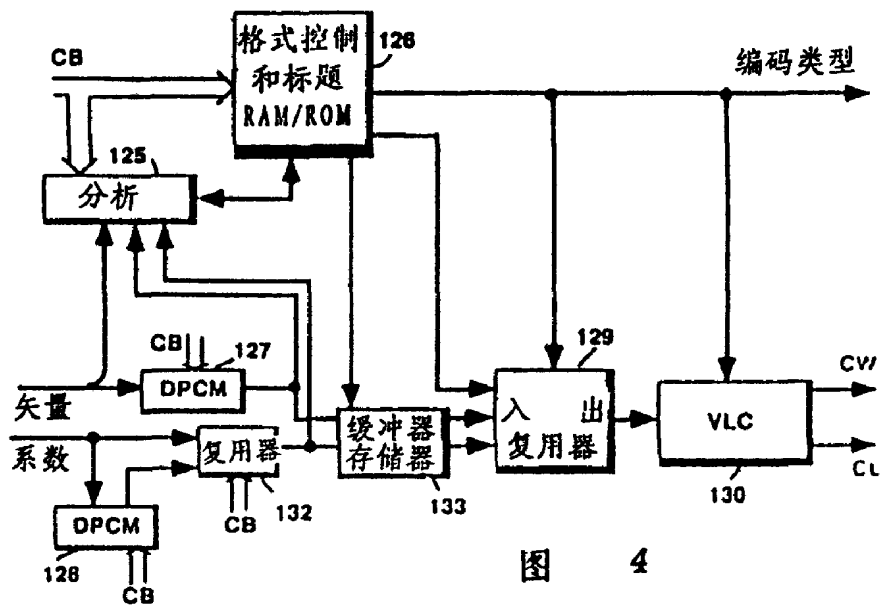 CB
格式控制
和标题
RAM/ROM
126
编码类型
125
分析
CB
127
DPCM
矢量
129
入 出
复用器
VLC
130
CW
系数
复用器
132
CB
缓冲器
存储器
133
DPCM
128
CB
图 4